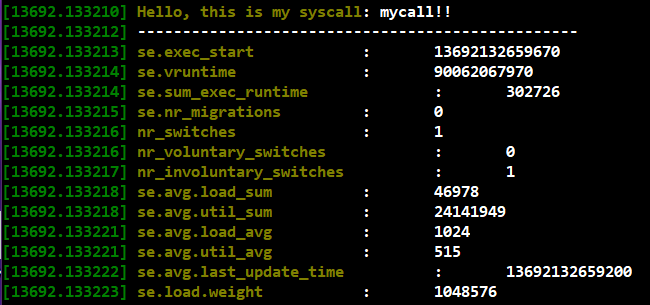 [13692.133210] Hello, this is my syscall: mycall!!
[13692.133212] -------------------------------------------------
[13692.133213] se.exec_start : 13692132659670
[13692.133214] se.vruntime : 90062067970
[13692.133214] se.sum_exec_runtime : 302726
[13692.133215] se.nr_migrations : 0
[13692.133216] nr_switches : 1
[13692.133216] nr_voluntary_switches : 0
[13692.133217] nr_involuntary_switches : 1
[13692.133218] se.avg.load_sum : 46978
[13692.133218] se.avg.util_sum : 24141949
[13692.133221] se.avg.load_avg : 1024
[13692.133221] se.avg.util_avg : 515
[13692.133222] se.avg.last_update_time : 13692132659200
[13692.133223] se.load.weight : 1048576